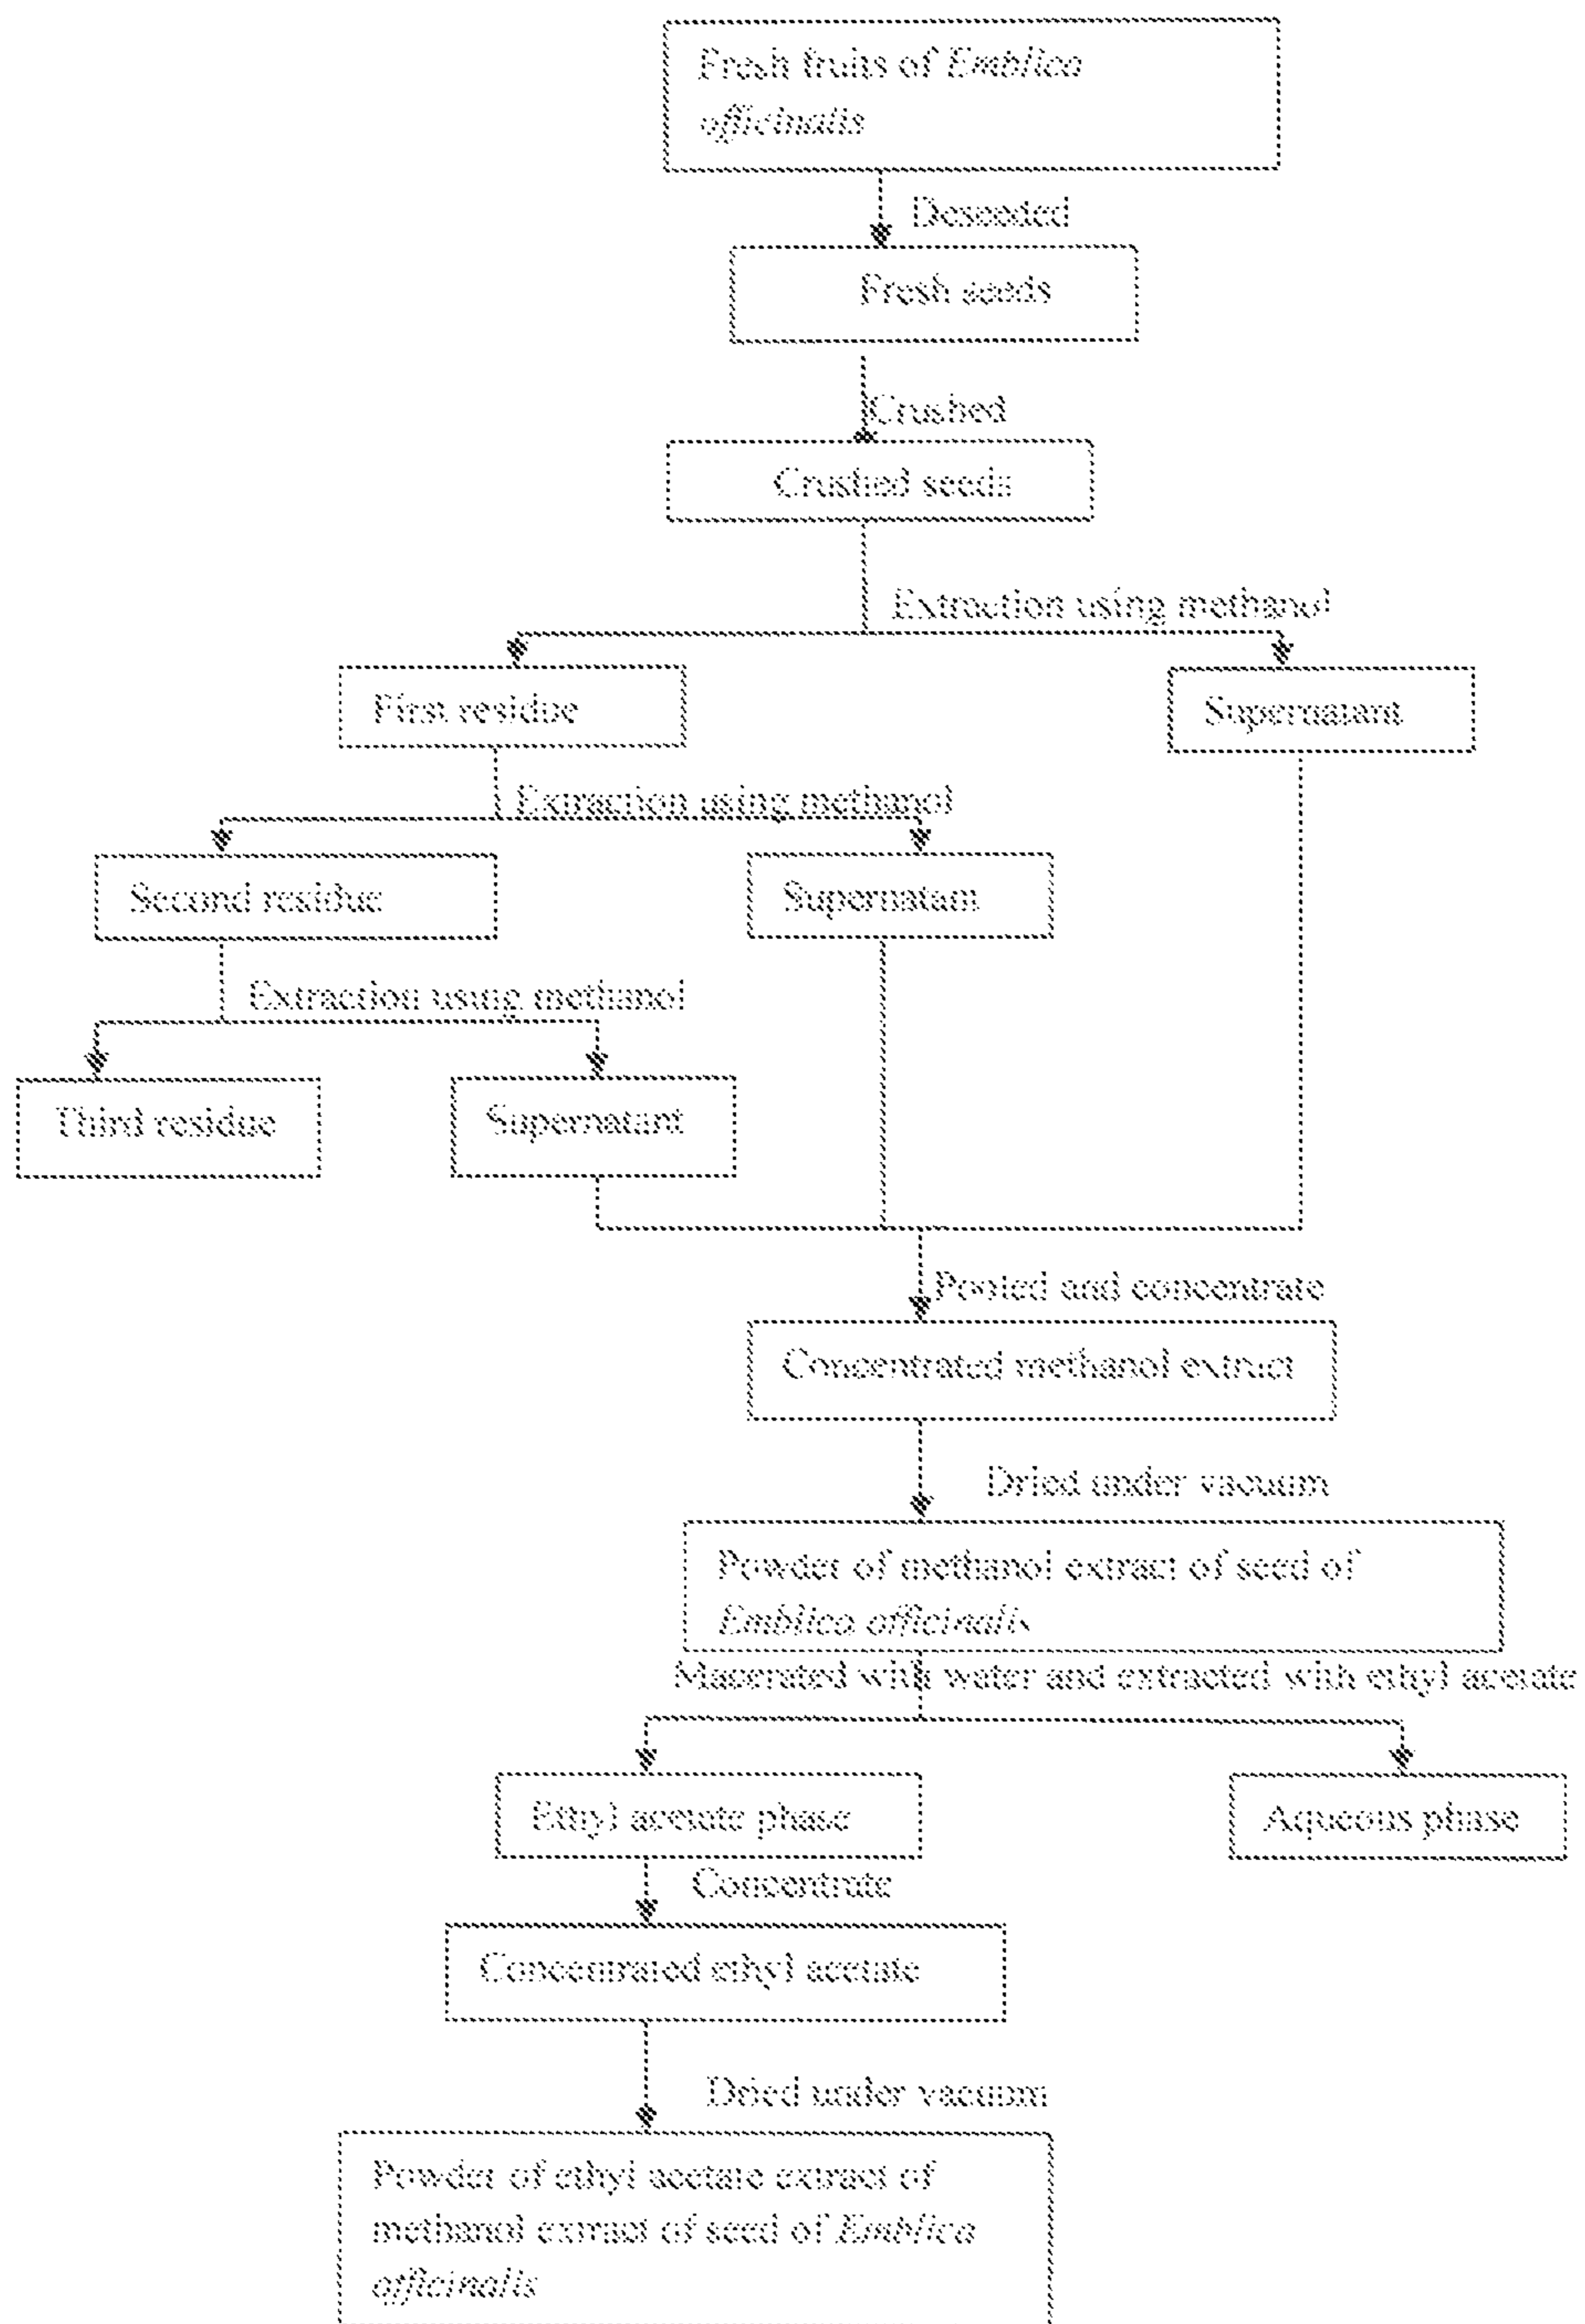 Fresh fruits of Emblica
officinalis
Deseeded
Fresh seeds
Crushed
Crushed seeds
Extraction using methanol
First residue
Supernatant
Extraction using methanol
Second residue
Supernatant
Extraction using methanol
Third residue
Supernatant
Pooled and concentrate
Concentrated methanol extract
Dried under vacuum
Powder of methanol extract of seed of
Emblica officinalis
Macerated with water and extracted with ethyl acetate
Ethyl acetate phase
Aqueous phase
Concentrate
Concentrated ethyl acetate
Dried under vacuum
Powder of ethyl acetate extract of
methanol extract of seed of Emblica
officinalis